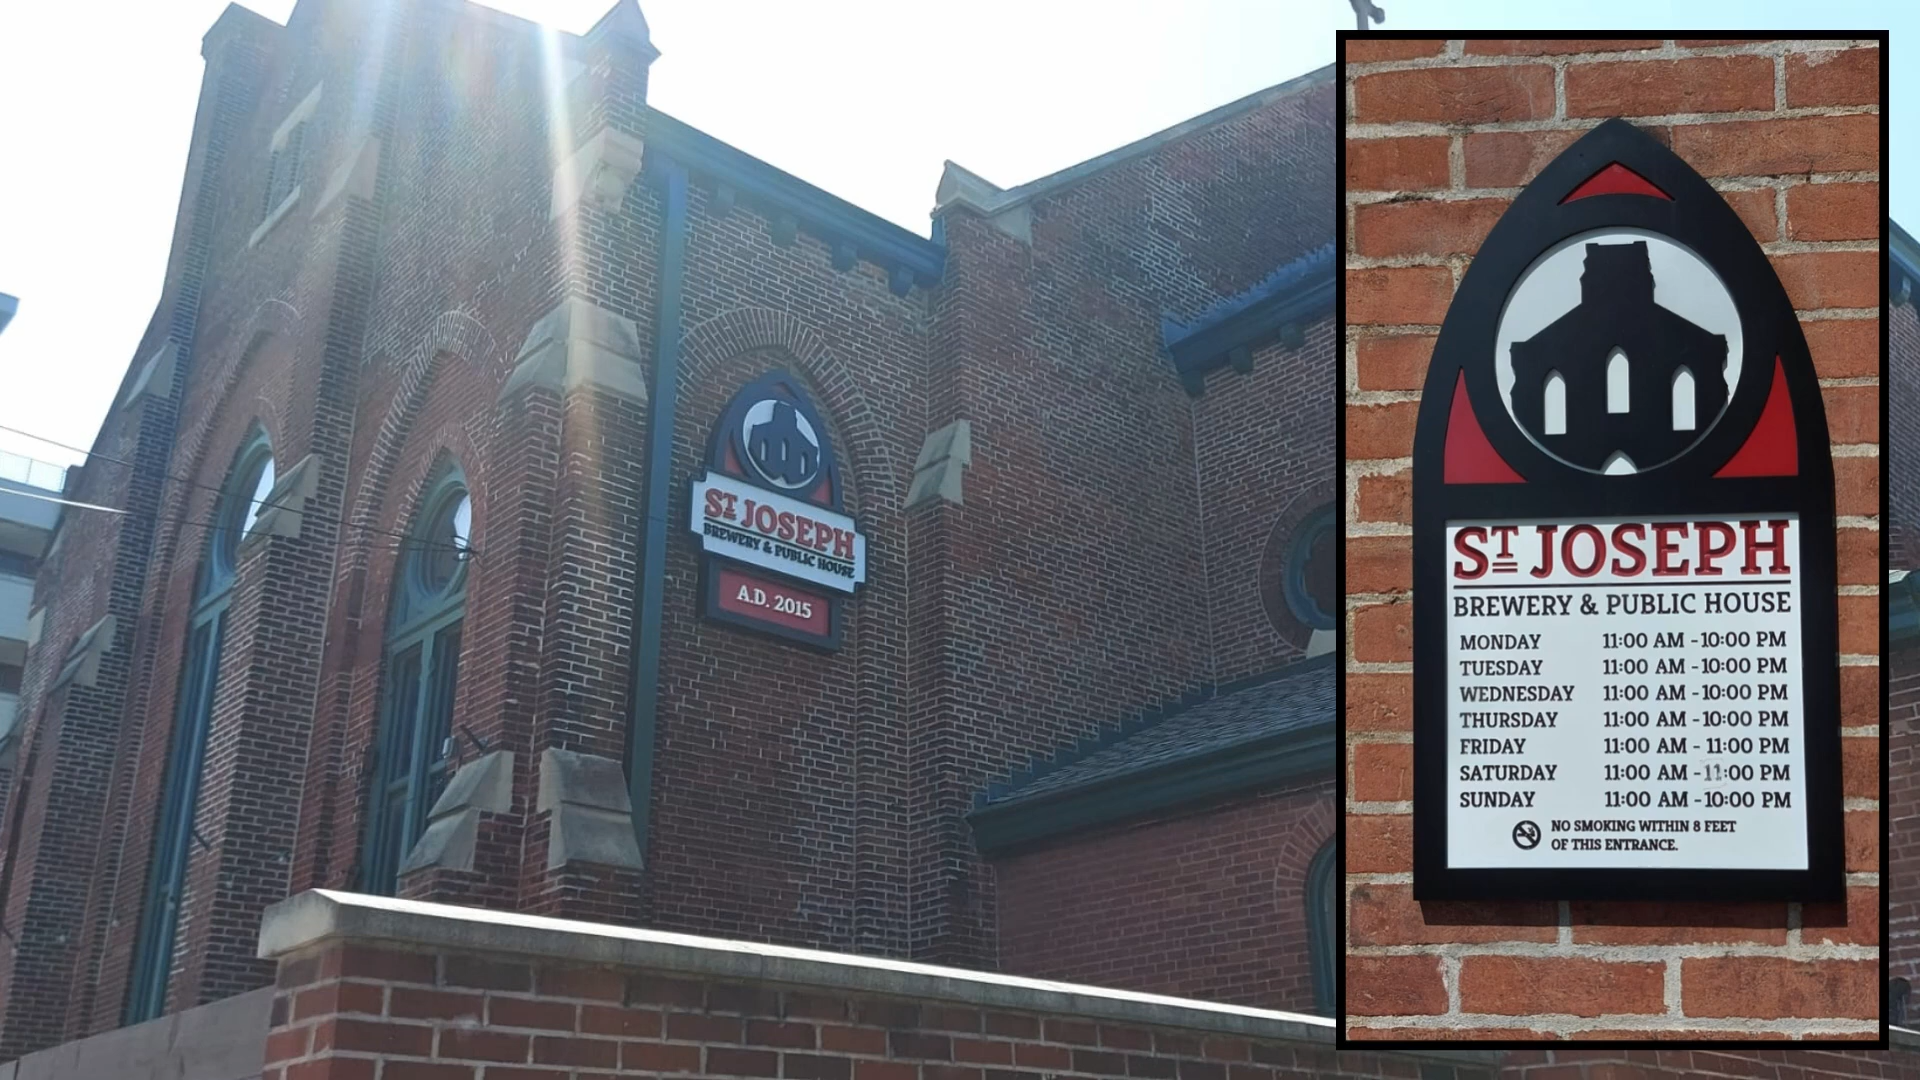 ST JOSEPH
BREWERY & PUBLIC HOUSE
A.D. 2015
ST JOSEPH
BREWERY & PUBLIC HOUSE
MONDAY 11:00 AM - 10:00 PM
TUESDAY 11:00 AM - 10:00 PM
WEDNESDAY 11:00 AM - 10:00 PM
THURSDAY 11:00 AM - 10:00 PM
FRIDAY 11:00 AM - 11:00 PM
SATURDAY 11:00 AM - 11:00 PM
SUNDAY 11:00 AM - 10:00 PM
NO SMOKING WITHIN 8 FEET
OF THIS ENTRANCE.